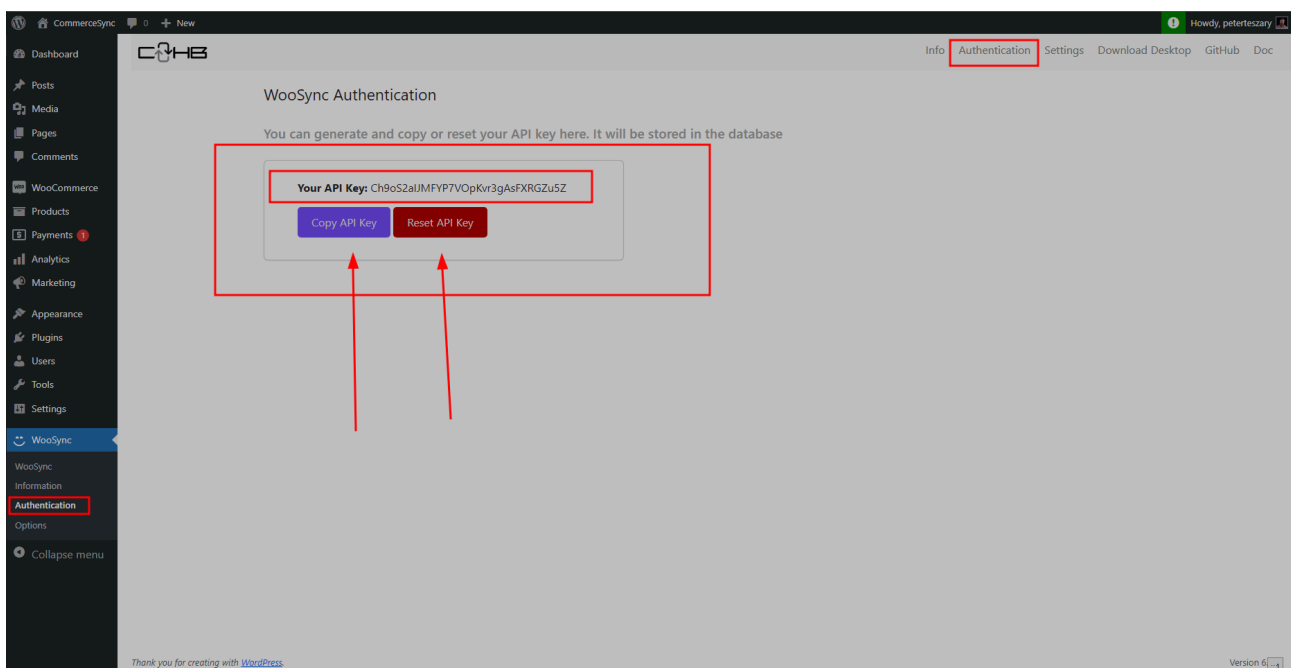 CommerceSync 0 + New
Howdy, peterteszary
Dashboard
Posts
Media
Pages
Comments
WooCommerce
Products
Payments 1
Analytics
Marketing
Appearance
Plugins
Users
Tools
Settings
WooSync
WooSync
Information
Authentication
Options
Collapse menu
Info Authentication Settings Download Desktop GitHub Doc
WooSync Authentication
You can generate and copy or reset your API key here. It will be stored in the database
Your API Key: Ch9oS2aIJMFYP7VOpKvr3gAsFXRGZu5Z
Copy API Key Reset API Key
Thank you for creating with WordPress.
Version 6.